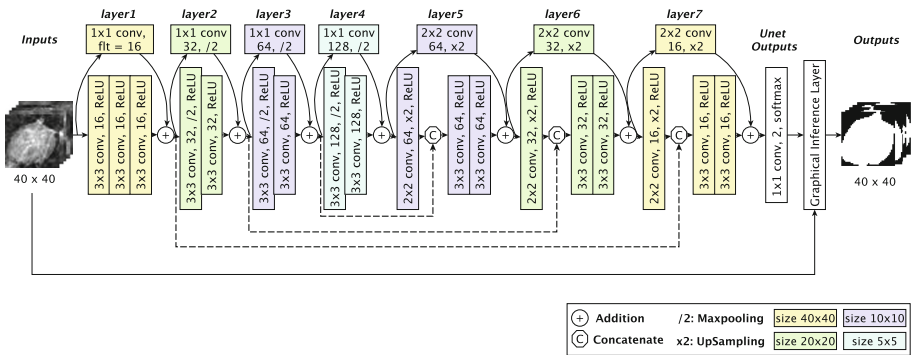 layer1
layer2
layer3
layer4
layer5
layer6
layer7
Inputs
1x1 conv,
flt = 16
1x1 conv
32, /2
1x1 conv
64, /2
1x1 conv
128, /2
2x2 conv
64, x2
2x2 conv
32, x2
2x2 conv
16, x2
Unet
Outputs
Outputs
3x3 conv, 16, ReLU
3x3 conv, 16, ReLU
3x3 conv, 16, ReLU
3x3 conv, 32, /2, ReLU
3x3 conv, 32, ReLU
3x3 conv, 64, /2, ReLU
3x3 conv, 64, ReLU
3x3 conv, 128, /2, ReLU
3x3 conv, 128, ReLU
2x2 conv, 64, x2, ReLU
C
3x3 conv, 64, ReLU
3x3 conv, 64, ReLU
2x2 conv, 32, x2, ReLU
C
3x3 conv, 32, ReLU
3x3 conv, 32, ReLU
2x2 conv, 16, x2, ReLU
C
3x3 conv, 16, ReLU
3x3 conv, 16, ReLU
1x1 conv, 2, softmax
Graphical Inference Layer
40 x 40
40 x 40
+ Addition
/2: Maxpooling
size 40x40
size 10x10
C Concatenate
x2: UpSampling
size 20x20
size 5x5